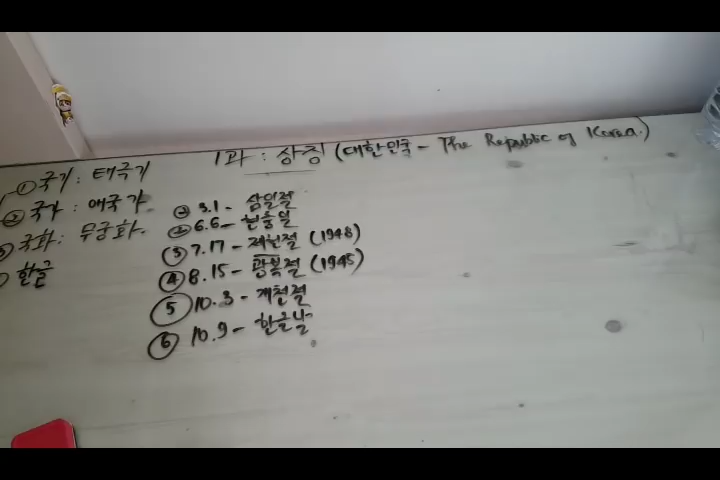 1과 : 상징 (대한민국 - The Republic of Korea.)
① 국기 : 태극기
② 국가 : 애국가
③ 국화 : 무궁화.
한글
① 3.1 - 삼일절
② 6.6 - 현충일
③ 7.17 - 제헌절 (1948)
④ 8.15 - 광복절 (1945)
⑤ 10.3 - 개천절
⑥ 10.9 - 한글날